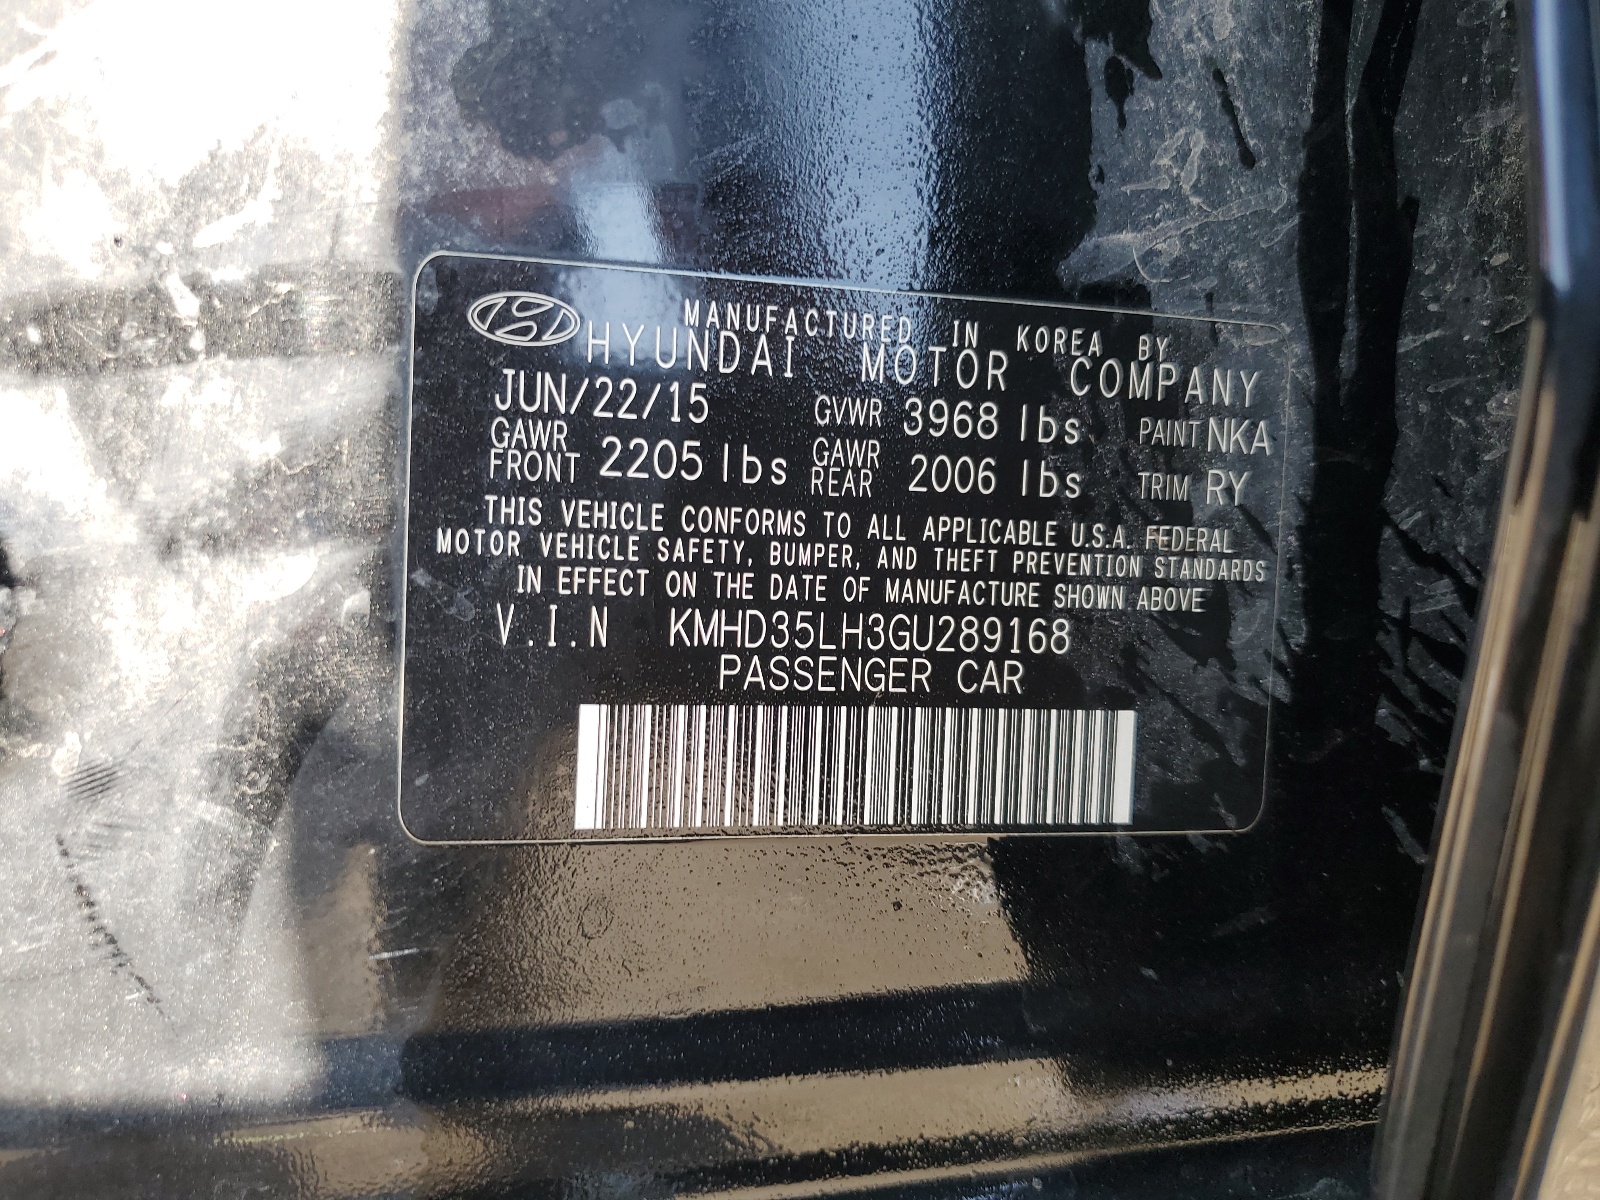 MANUFACTURED IN KOREA BY
HYUNDAI MOTOR COMPANY
JUN/22/15 GVWR 3968 lbs PAINT NKA
GAWR FRONT 2205 lbs GAWR REAR 2006 lbs TRIM RY
THIS VEHICLE CONFORMS TO ALL APPLICABLE U.S.A. FEDERAL
MOTOR VEHICLE SAFETY, BUMPER, AND THEFT PREVENTION STANDARDS
IN EFFECT ON THE DATE OF MANUFACTURE SHOWN ABOVE
V.I.N KMHD35LH3GU289168
PASSENGER CAR